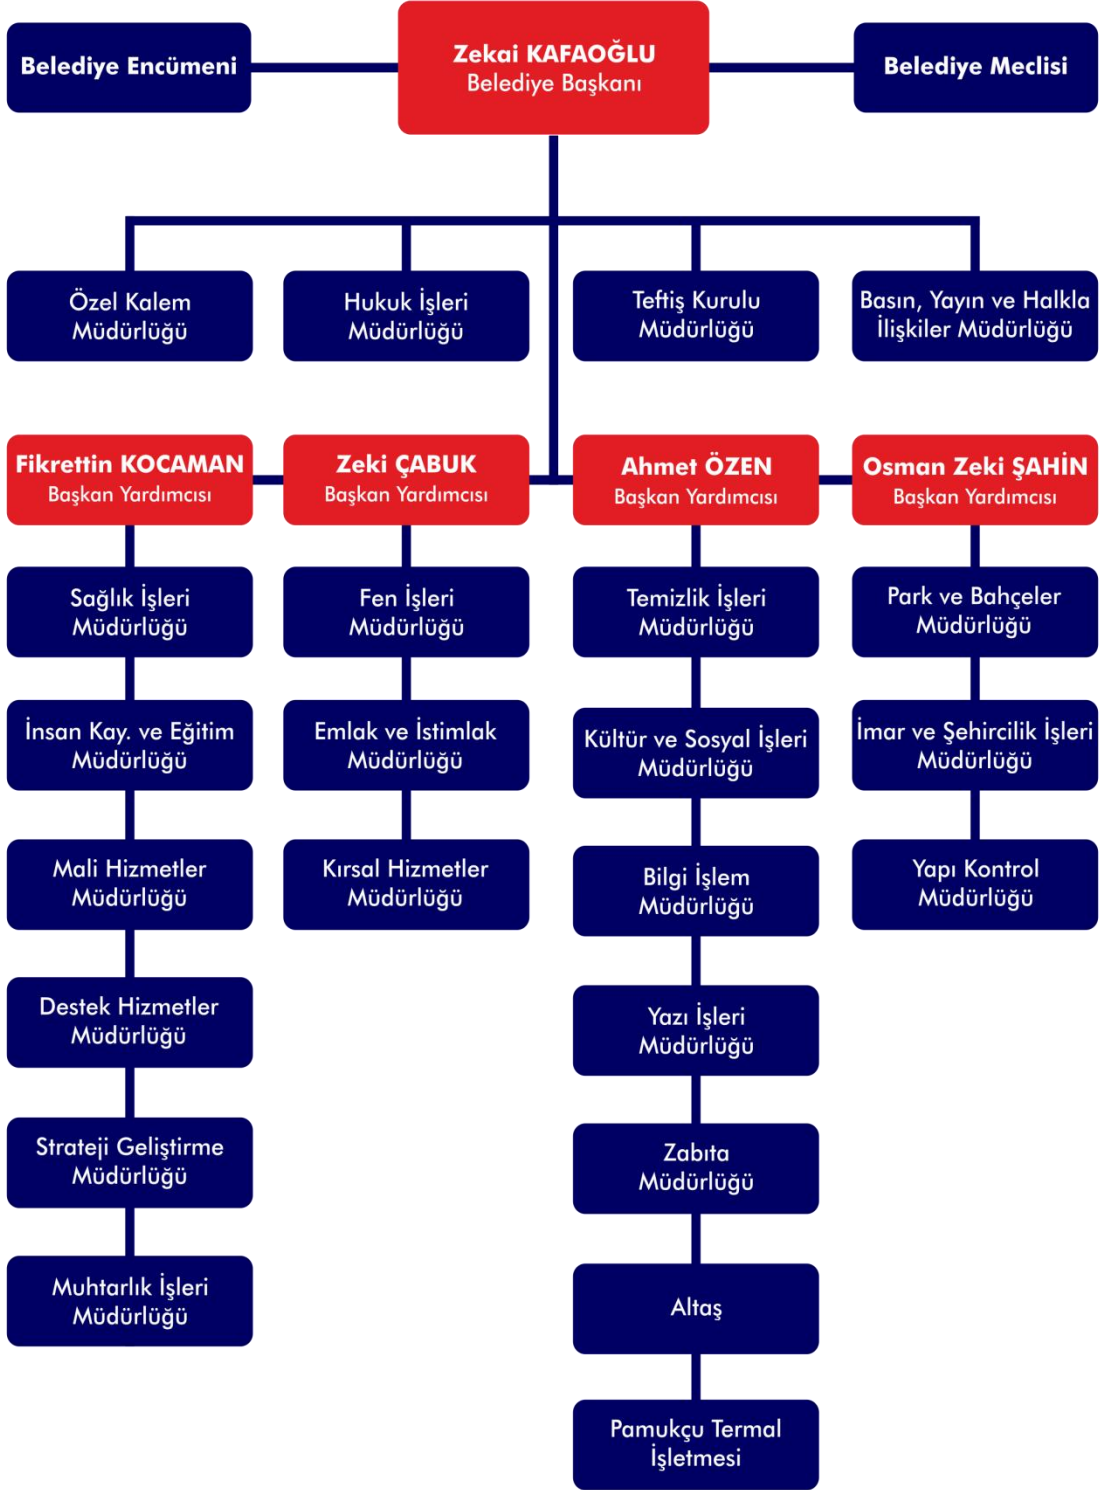 Belediye Encümeni
Zekai KAFAOĞLU
Belediye Başkanı
Belediye Meclisi
Özel Kalem
Müdürlüğü
Hukuk İşleri
Müdürlüğü
Teftiş Kurulu
Müdürlüğü
Basın, Yayın ve Halkla
İlişkiler Müdürlüğü
Fikrettin KOCAMAN
Başkan Yardımcısı
Zeki ÇABUK
Başkan Yardımcısı
Ahmet ÖZEN
Başkan Yardımcısı
Osman Zeki ŞAHİN
Başkan Yardımcısı
Sağlık İşleri
Müdürlüğü
İnsan Kay. ve Eğitim
Müdürlüğü
Mali Hizmetler
Müdürlüğü
Destek Hizmetler
Müdürlüğü
Strateji Geliştirme
Müdürlüğü
Muhtarlık İşleri
Müdürlüğü
Fen İşleri
Müdürlüğü
Emlak ve İstimlak
Müdürlüğü
Kırsal Hizmetler
Müdürlüğü
Temizlik İşleri
Müdürlüğü
Kültür ve Sosyal İşleri
Müdürlüğü
Bilgi İşlem
Müdürlüğü
Yazı İşleri
Müdürlüğü
Zabıta
Müdürlüğü
Altaş
Pamukçu Termal
İşletmesi
Park ve Bahçeler
Müdürlüğü
İmar ve Şehircilik İşleri
Müdürlüğü
Yapı Kontrol
Müdürlüğü